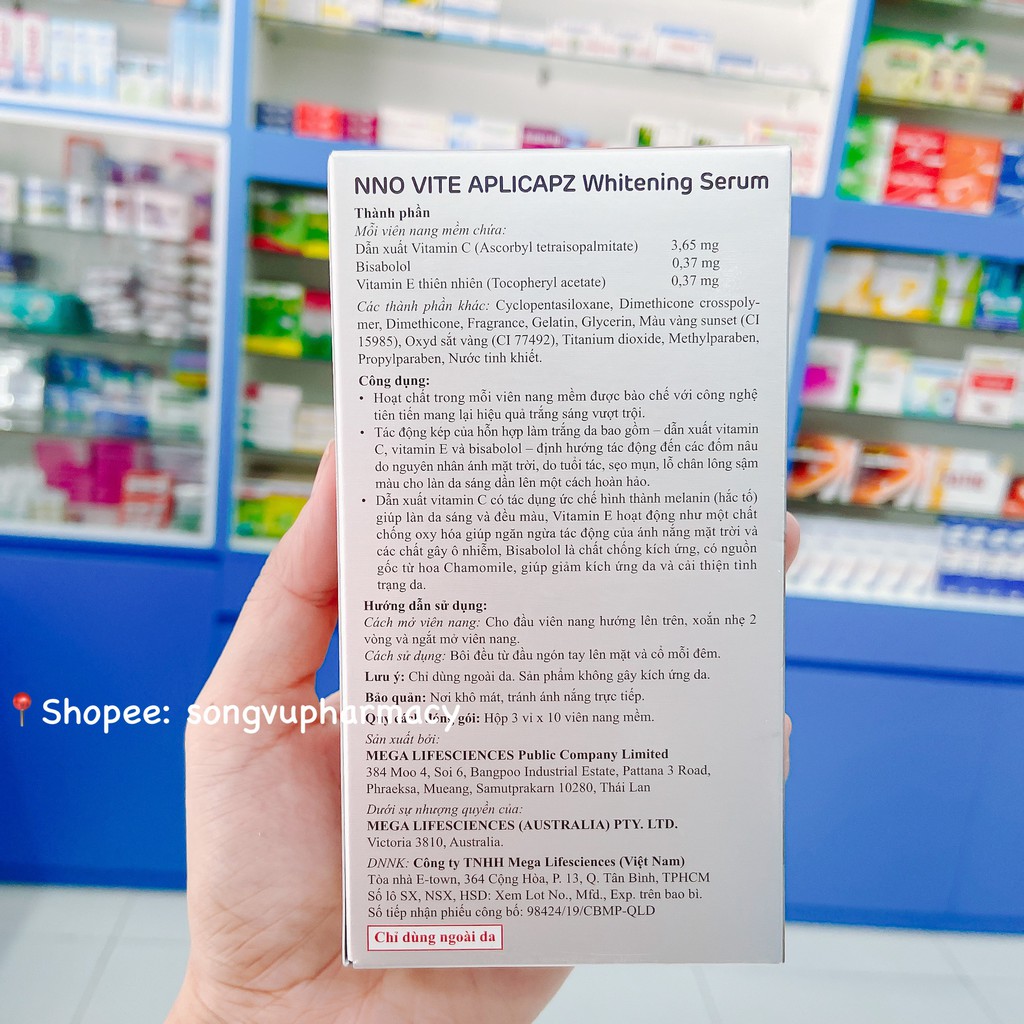 NNO VITE APLICAPZ Whitening Serum
Thành phần
Mỗi viên nang mềm chứa:
Dẫn xuất Vitamin C (Ascorbyl tetraisopalmitate) 3,65 mg
Bisabolol 0,37 mg
Vitamin E thiên nhiên (Tocopheryl acetate) 0,37 mg
Các thành phần khác: Cyclopentasiloxane, Dimethicone crosspoly-
mer, Dimethicone, Fragrance, Gelatin, Glycerin, Màu vàng sunset (CI
15985), Oxyd sắt vàng (CI 77492), Titanium dioxide, Methylparaben,
Propylparaben, Nước tinh khiết.
Công dụng:
• Hoạt chất trong mỗi viên nang mềm được bào chế với công nghệ
tiên tiến mang lại hiệu quả trắng sáng vượt trội.
• Tác động kép của hỗn hợp làm trắng da bao gồm – dẫn xuất vitamin
C, vitamin E và bisabolol – định hướng tác động đến các đốm nâu
do nguyên nhân ánh mặt trời, do tuổi tác, sẹo mụn, lỗ chân lông sậm
màu cho làn da sáng dần lên một cách hoàn hảo.
• Dẫn xuất vitamin C có tác dụng ức chế hình thành melanin (hắc tố)
giúp làn da sáng và đều màu, Vitamin E hoạt động như một chất
chống oxy hóa giúp ngăn ngừa tác động của ánh nắng mặt trời và
các chất gây ô nhiễm, Bisabolol là chất chống kích ứng, có nguồn
gốc từ hoa Chamomile, giúp giảm kích ứng da và cải thiện tình
trạng da.
Hướng dẫn sử dụng:
Cách mở viên nang: Cho đầu viên nang hướng lên trên, xoắn nhẹ 2
vòng và ngắt mở viên nang.
Cách sử dụng: Bôi đều từ đầu ngón tay lên mặt và cổ mỗi đêm.
Lưu ý: Chỉ dùng ngoài da. Sản phẩm không gây kích ứng da.
Bảo quản: Nơi khô mát, tránh ánh nắng trực tiếp.
Shopee: songvupharmacy
Quy cách đóng gói: Hộp 3 vỉ x 10 viên nang mềm.
Sản xuất bởi:
MEGA LIFESCIENCES Public Company Limited
384 Moo 4, Soi 6, Bangpoo Industrial Estate, Pattana 3 Road,
Phraeksa, Mueang, Samutprakarn 10280, Thái Lan
Dưới sự nhượng quyền của:
MEGA LIFESCIENCES (AUSTRALIA) PTY. LTD.
Victoria 3810, Australia.
DNNK: Công ty TNHH Mega Lifesciences (Việt Nam)
Tòa nhà E-town, 364 Cộng Hòa, P. 13, Q. Tân Bình, TPHCM
Số lô SX, NSX, HSD: Xem Lot No., Mfd., Exp. trên bao bì.
Số tiếp nhận phiếu công bố: 98424/19/CBMP-QLD
Chỉ dùng ngoài da